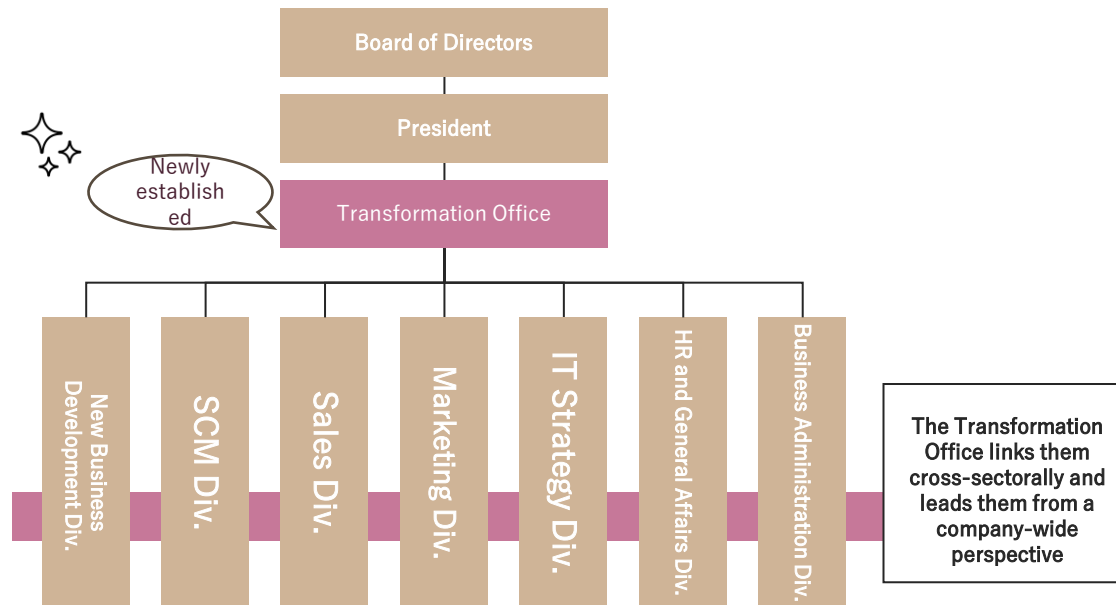 Board of Directors
President
Newly
establish
ed
Transformation Office
New Business
Development Div.
SCM Div.
Sales Div.
Marketing Div.
IT Strategy Div.
HR and General Affairs Div.
Business Administration Div.
The Transformation
Office links them
cross-sectorally and
leads them from a
company-wide
perspective